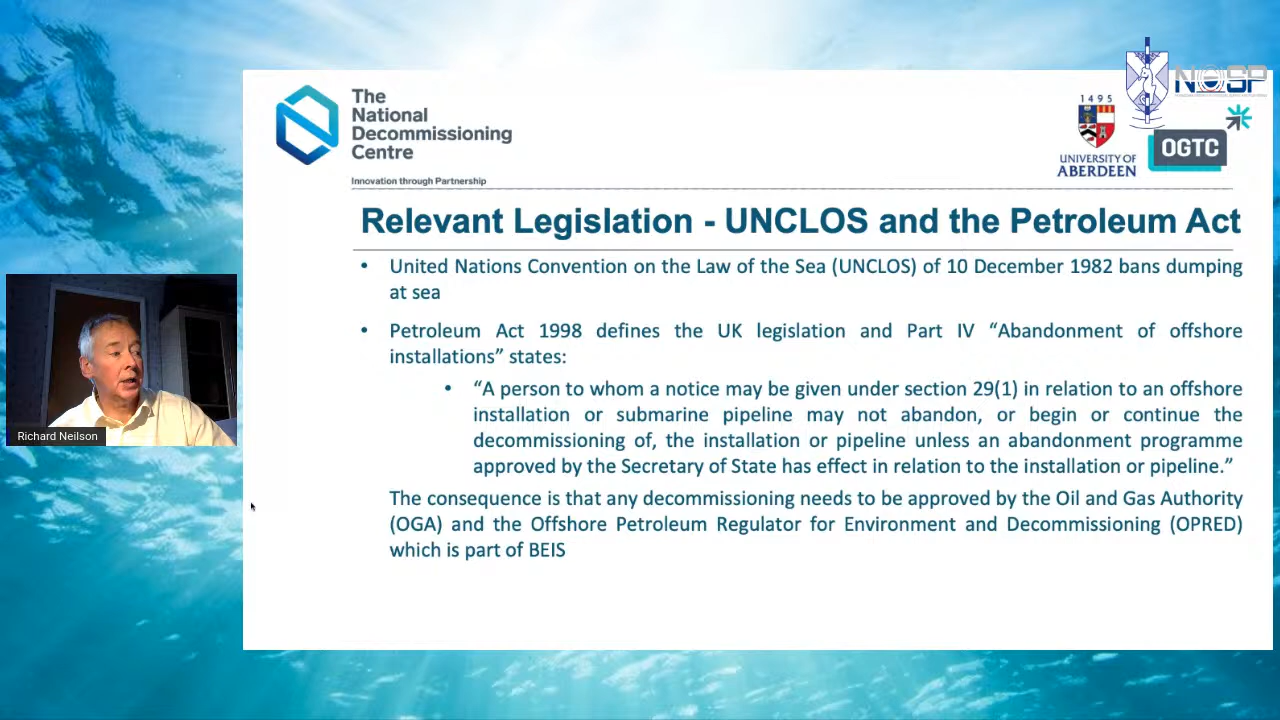 The
National
Decommissioning
Centre
Innovation through Partnership
1495
UNIVERSITY OF
ABERDEEN
OGTC
Relevant Legislation - UNCLOS and the Petroleum Act
• United Nations Convention on the Law of the Sea (UNCLOS) of 10 December 1982 bans dumping
at sea
• Petroleum Act 1998 defines the UK legislation and Part IV “Abandonment of offshore
installations” states:
• “A person to whom a notice may be given under section 29(1) in relation to an offshore
installation or submarine pipeline may not abandon, or begin or continue the
decommissioning of, the installation or pipeline unless an abandonment programme
approved by the Secretary of State has effect in relation to the installation or pipeline.”
The consequence is that any decommissioning needs to be approved by the Oil and Gas Authority
(OGA) and the Offshore Petroleum Regulator for Environment and Decommissioning (OPRED)
which is part of BEIS
Richard Neilson